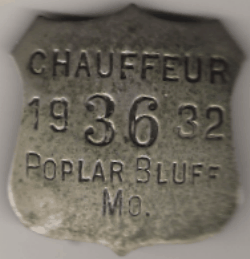 CHAUFFEUR
19 36 32
POPLAR BLUFF
MO.